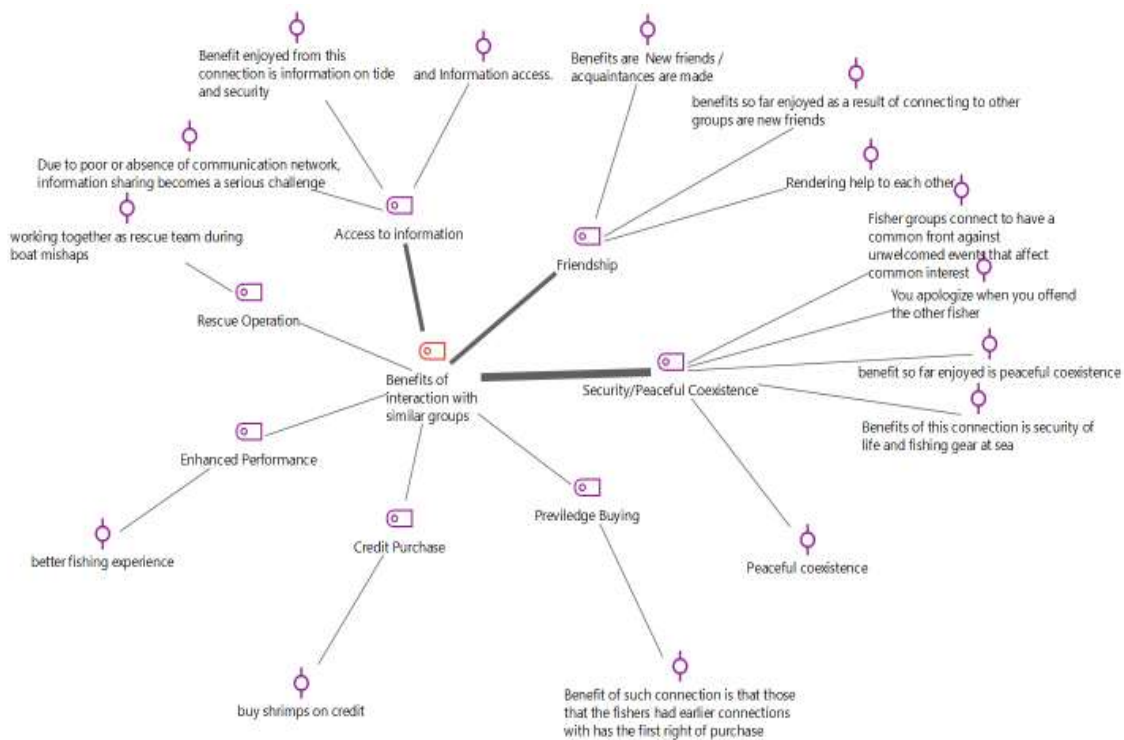 Benefit enjoyed from this
connection is information on tide
and security
and Information access.
Benefits are New friends /
acquaintances are made
benefits so far enjoyed as a result of connecting to other
groups are new friends
Due to poor or absence of communication network,
information sharing becomes a serious challenge
Rendering help to each other
working together as rescue team during
boat mishaps
Access to information
Friendship
Fisher groups connect to have a
common front against
unwelcomed events that affect
common interest
You apologize when you offend
the other fisher
Rescue Operation
Benefits of
interaction with
similar groups
Security/Peaceful Coexistence
benefit so far enjoyed is peaceful coexistence
Benefits of this connection is security of
life and fishing gear at sea
Enhanced Performance
Previledge Buying
Credit Purchase
better fishing experience
Peaceful coexistence
buy shrimps on credit
Benefit of such connection is that those
that the fishers had earlier connections
with has the first right of purchase